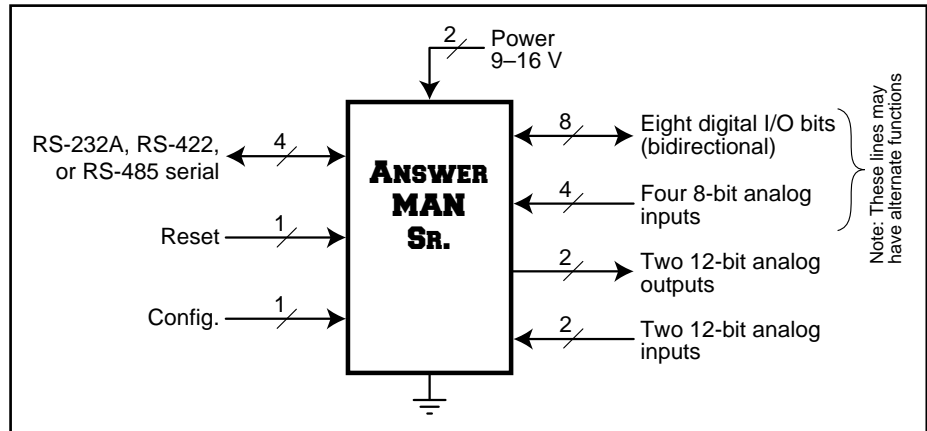 2
Power
9–16 V
RS-232A, RS-422,
or RS-485 serial
4
Reset
1
Config.
1
ANSWER
MAN
SR.
8
Eight digital I/O bits
(bidirectional)
4
Four 8-bit analog
inputs
2
Two 12-bit analog
outputs
2
Two 12-bit analog
inputs
Note: These lines may
have alternate functions